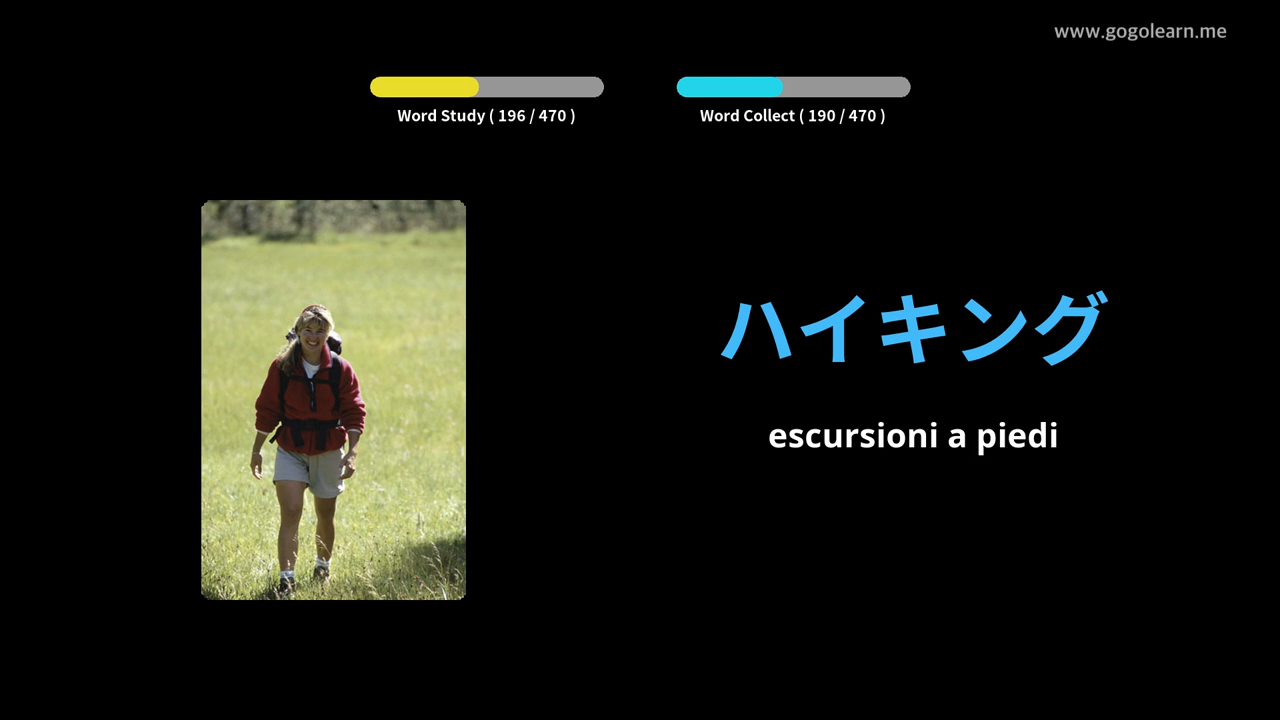 www.gogolearn.me
Word Study ( 196 / 470 )
Word Collect ( 190 / 470 )
ハイキング
escursioni a piedi